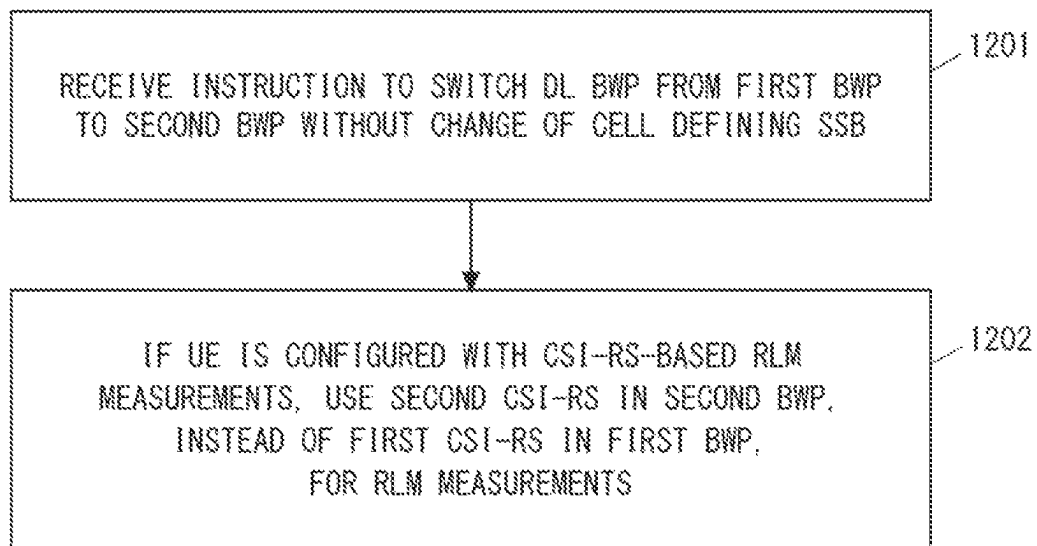 RECEIVE INSTRUCTION TO SWITCH DL BWP FROM FIRST BWP
TO SECOND BWP WITHOUT CHANGE OF CELL DEFINING SSB
1201
IF UE IS CONFIGURED WITH CSI-RS-BASED RLM
MEASUREMENTS, USE SECOND CSI-RS IN SECOND BWP,
INSTEAD OF FIRST CSI-RS IN FIRST BWP,
FOR RLM MEASUREMENTS
1202